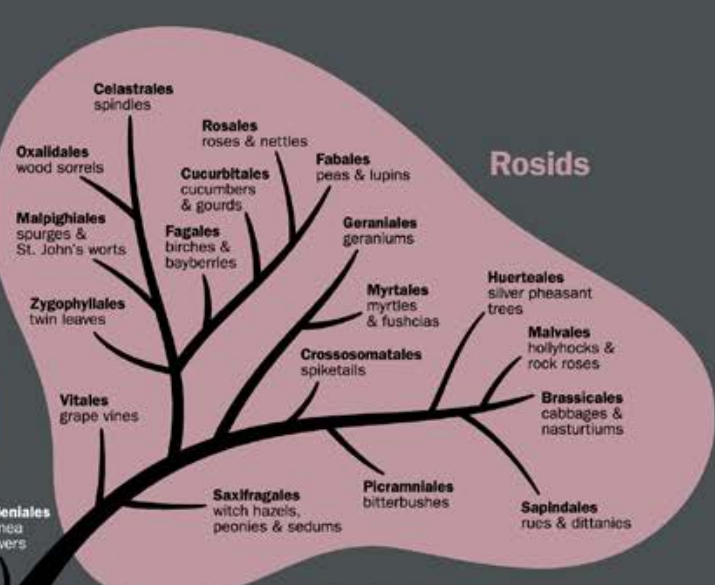 Celastrales
spindles
Rosales
roses & nettles
Oxalidales
wood sorrels
Fabales
peas & lupins
Rosids
Cucurbitales
cucumbers
& gourds
Malpighiales
spurges &
St. John's worts
Fagales
birches &
bayberries
Geraniales
geraniums
Huerteales
silver pheasant
trees
Myrtales
myrtles
& fushcias
Zygophyllales
twin leaves
Malvales
hollyhocks &
rock roses
Crossosomatales
spiketails
Vitales
grape vines
Brassicales
cabbages &
nasturtiums
Picramniales
bitterbushes
Saxifragales
witch hazels,
peonies & sedums
Sapindales
rues & dittanies